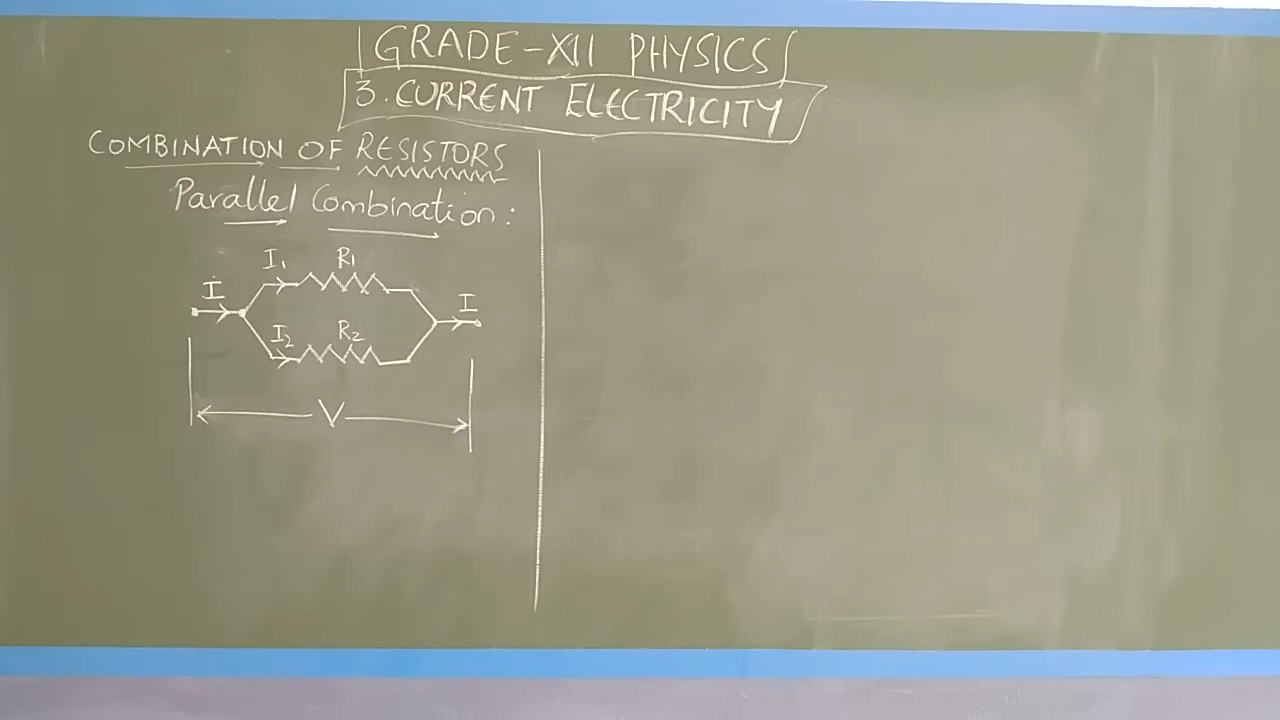 GRADE-XII PHYSICS
3. CURRENT ELECTRICITY
COMBINATION OF RESISTORS
Parallel Combination:
I₁ R₁
I I
I₂ R₂
V